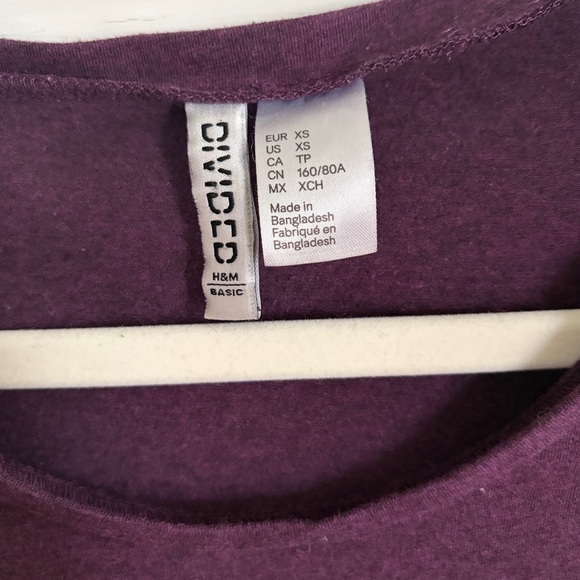 DIVIDED
H&M
BASIC
EUR XS
US XS
CA TP
CN 160/80A
MX XCH
Made in
Bangladesh
Fabriqué en
Bangladesh